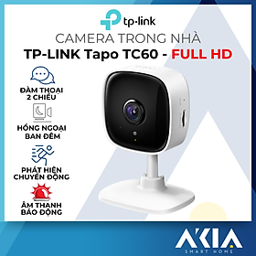 tp-link
CAMERA TRONG NHÀ
TP-LINK Tapo TC60 - FULL HD
ĐÀM THOẠI
2 CHIỀU
HỒNG NGOẠI
BAN ĐÊM
PHÁT HIỆN
CHUYỂN ĐỘNG
ÂM THANH
BÁO ĐỘNG
AKIA
SMART HOME